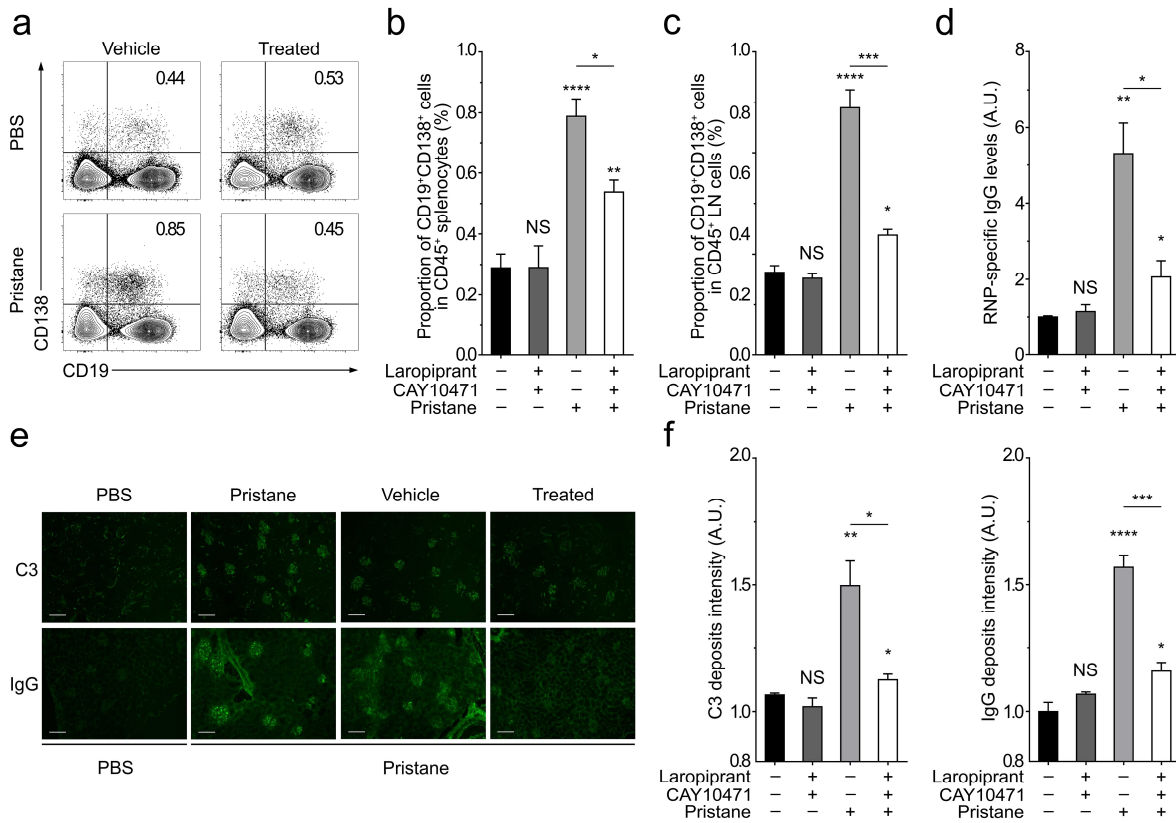 a
Vehicle Treated
PBS
0.44 0.53
Pristane
0.85 0.45
CD138
CD19
b
Proportion of CD19⁺CD138⁺ cells
in CD45⁺ splenocytes (%)
1.0
0.8
0.6
0.4
0.2
0.0
NS
****
**
*
Laropiprant – + – +
CAY10471 – + – +
Pristane – – + +
c
Proportion of CD19⁺CD138⁺ cells
in CD45⁺ LN cells (%)
1.0
0.8
0.6
0.4
0.2
0.0
NS
****
*
***
– + – +
– + – +
– – + +
d
RNP-specific IgG levels (A.U.)
8
6
4
2
0
NS
**
*
*
Laropiprant – + – +
CAY10471 – + – +
Pristane – – + +
e
PBS Pristane Vehicle Treated
C3
IgG
PBS Pristane
f
C3 deposits intensity (A.U.)
2.0
1.5
1.0
0.8
NS
**
*
*
Laropiprant – + – +
CAY10471 – + – +
Pristane – – + +
IgG deposits intensity (A.U.)
2.0
1.5
1.0
0.8
NS
****
*
***
Laropiprant – + – +
CAY10471 – + – +
Pristane – – + +